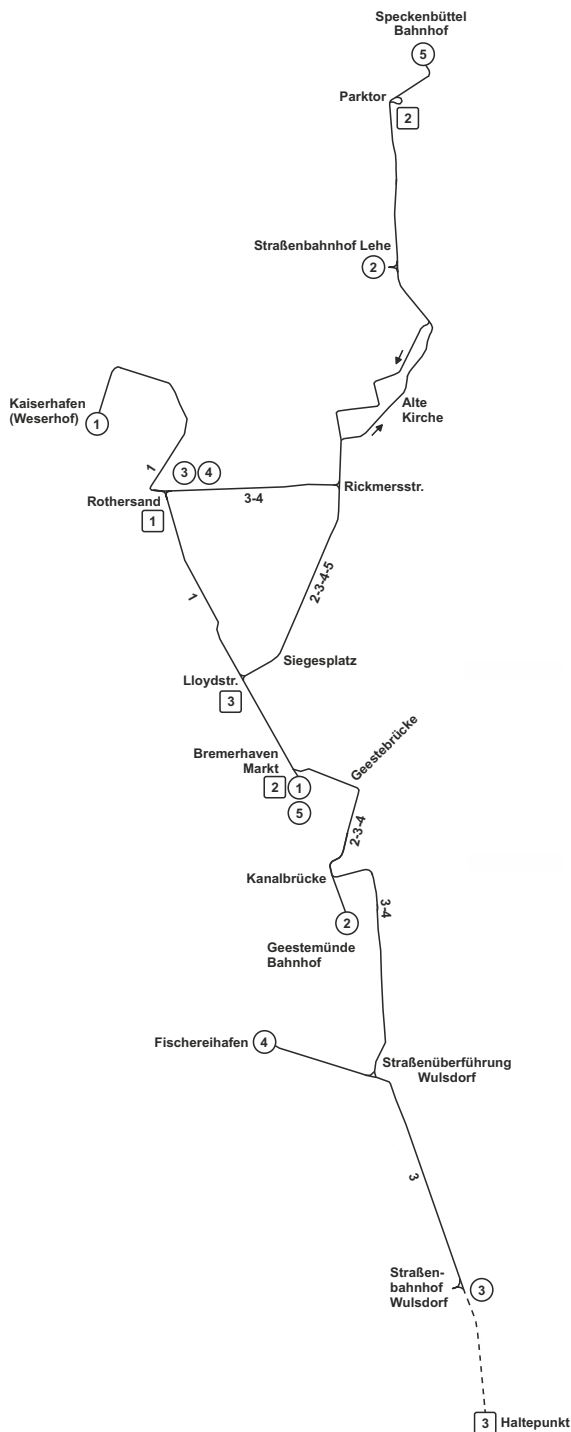 Speckenbüttel
Bahnhof
5
Parktor
2
Straßenbahnhof Lehe
2
Alte
Kirche
Kaiserhafen
(Weserhof)
1
1
3 4
3-4
Rickmersstr.
Rothersand
1
1
2-3-4-5
Siegesplatz
Lloydstr.
3
Geestebrücke
Bremerhaven
Markt
2 1
5
2-3-4
Kanalbrücke
3-4
2
Geestemünde
Bahnhof
Fischereihafen 4
Straßenüberführung
Wulsdorf
3
Straßen-
bahnhof
Wulsdorf
3
3 Haltepunkt